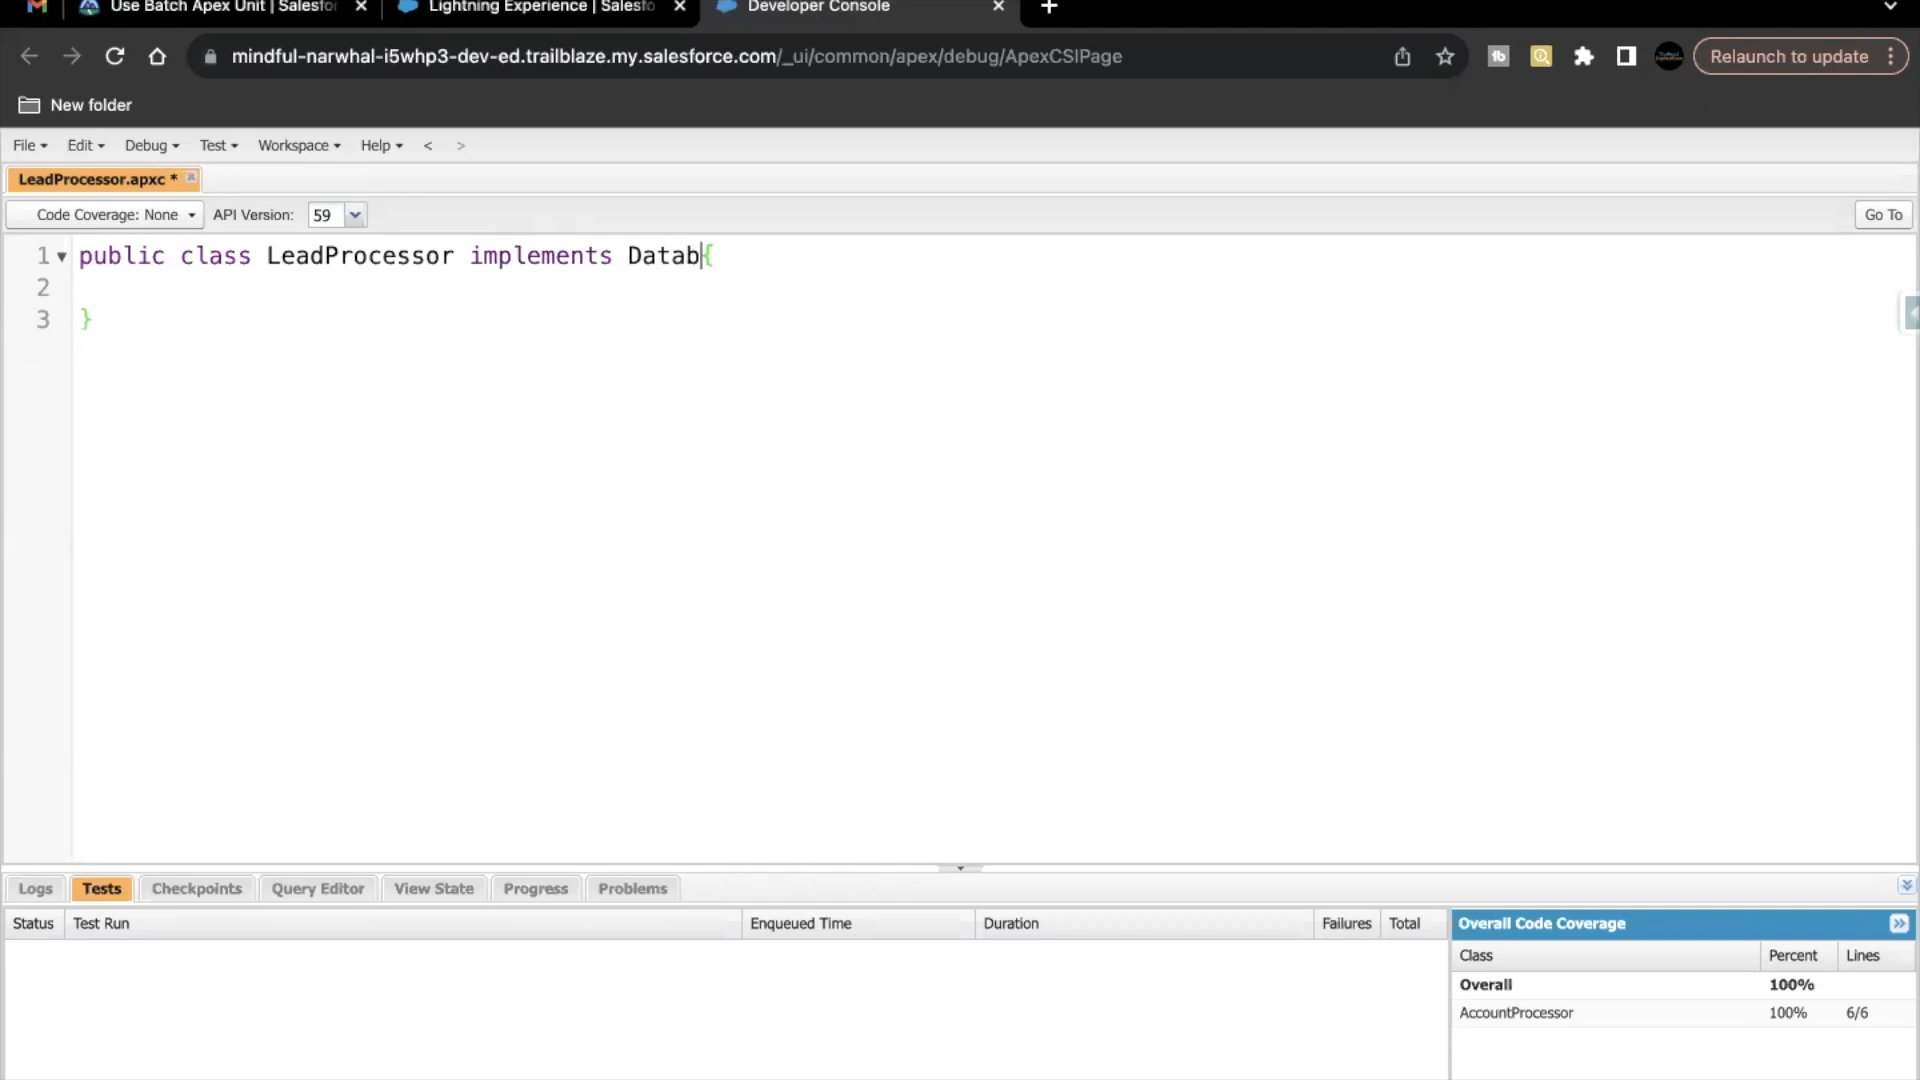 Use Batch Apex Unit | Salesfor
Lightning Experience | Salesfo
Developer Console
mindful-narwhal-i5whp3-dev-ed.trailblaze.my.salesforce.com/_ui/common/apex/debug/ApexCSIPage
Relaunch to update
New folder
File Edit Debug Test Workspace Help < >
LeadProcessor.apxc *
Code Coverage: None API Version: 59 Go To
1 public class LeadProcessor implements Datab{
2
3 }
Logs Tests Checkpoints Query Editor View State Progress Problems
Status Test Run Enqueued Time Duration Failures Total
Overall Code Coverage
Class Percent Lines
Overall 100%
AccountProcessor 100% 6/6